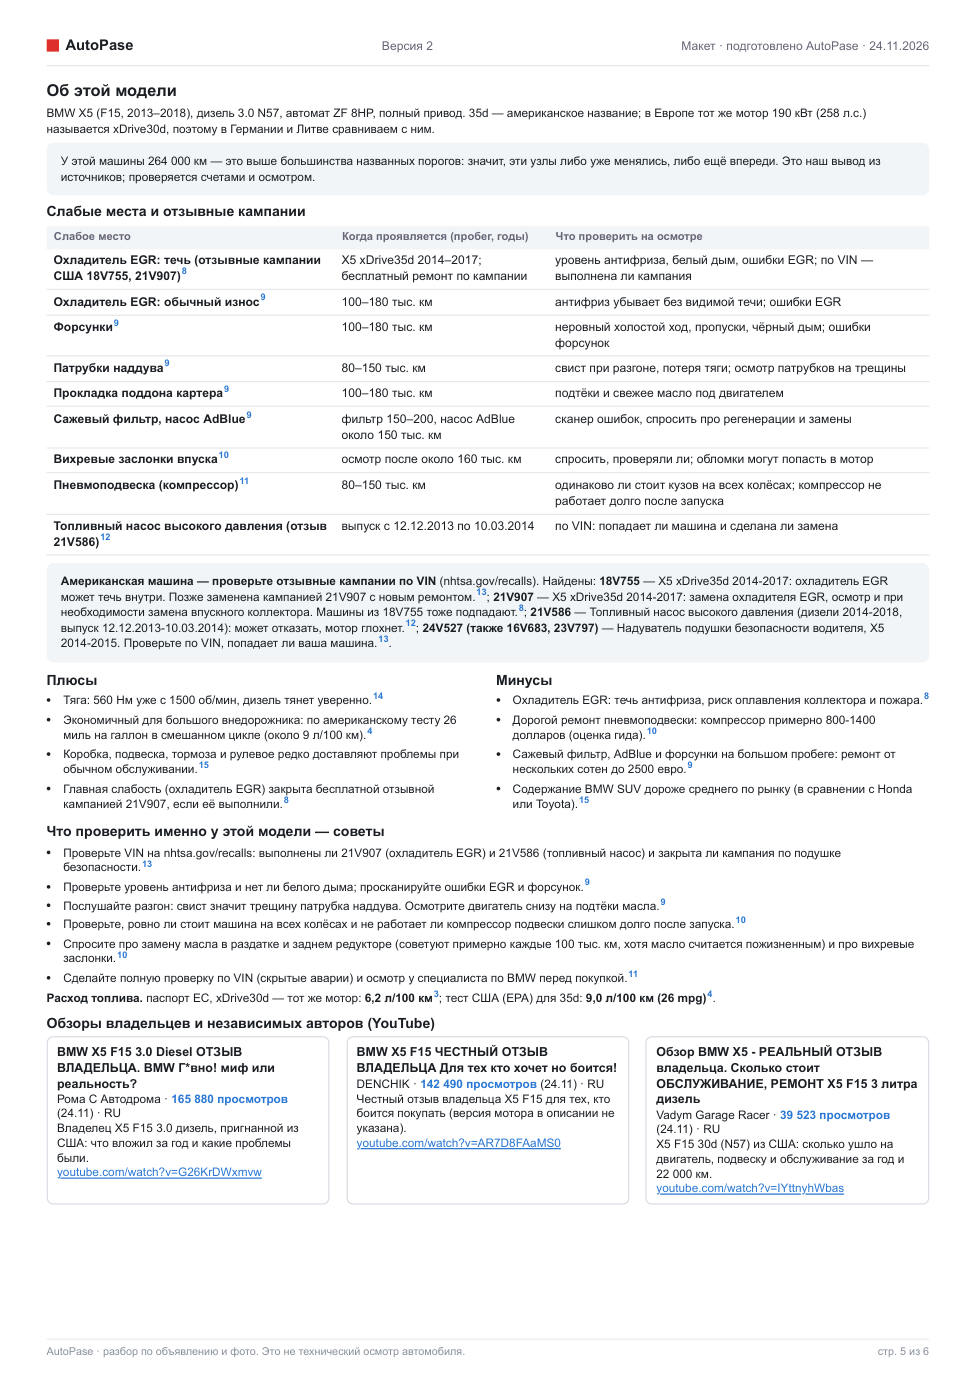 AutoPase
Версия 2
Макет · подготовлено AutoPase · 24.11.2026
Об этой модели
BMW X5 (F15, 2013–2018), дизель 3.0 N57, автомат ZF 8HP, полный привод. 35d — американское название; в Европе тот же мотор 190 кВт (258 л.с.)
называется xDrive30d, поэтому в Германии и Литве сравниваем с ним.
У этой машины 264 000 км — это выше большинства названных порогов: значит, эти узлы либо уже менялись, либо ещё впереди. Это наш вывод из
источников; проверяется счетами и осмотром.
Слабые места и отзывные кампании
Слабое место
Когда проявляется (пробег, годы)
Что проверить на осмотре
Охладитель EGR: течь (отзывные кампании
США 18V755, 21V907)8
X5 xDrive35d 2014–2017;
бесплатный ремонт по кампании
уровень антифриза, белый дым, ошибки EGR; по VIN —
выполнена ли кампания
Охладитель EGR: обычный износ9
100–180 тыс. км
антифриз убывает без видимой течи; ошибки EGR
Форсунки9
100–180 тыс. км
неровный холостой ход, пропуски, чёрный дым; ошибки
форсунок
Патрубки наддува9
80–150 тыс. км
свист при разгоне, потеря тяги; осмотр патрубков на трещины
Прокладка поддона картера9
100–180 тыс. км
подтёки и свежее масло под двигателем
Сажевый фильтр, насос AdBlue9
фильтр 150–200, насос AdBlue
около 150 тыс. км
сканер ошибок, спросить про регенерации и замены
Вихревые заслонки впуска10
осмотр после около 160 тыс. км
спросить, проверяли ли; обломки могут попасть в мотор
Пневмоподвеска (компрессор)11
80–150 тыс. км
одинаково ли стоит кузов на всех колёсах; компрессор не
работает долго после запуска
Топливный насос высокого давления (отзыв
21V586)12
выпуск с 12.12.2013 по 10.03.2014
по VIN: попадает ли машина и сделана ли замена
Американская машина — проверьте отзывные кампании по VIN (nhtsa.gov/recalls). Найдены: 18V755 — X5 xDrive35d 2014-2017: охладитель EGR
может течь внутри. Позже заменена кампанией 21V907 с новым ремонтом.13; 21V907 — X5 xDrive35d 2014-2017: замена охладителя EGR, осмотр и при
необходимости замена впускного коллектора. Машины из 18V755 тоже подпадают.8; 21V586 — Топливный насос высокого давления (дизели 2014-2018,
выпуск 12.12.2013-10.03.2014): может отказать, мотор глохнет.12; 24V527 (также 16V683, 23V797) — Надуватель подушки безопасности водителя, X5
2014-2015. Проверьте по VIN, попадает ли ваша машина.13.
Плюсы
• Тяга: 560 Нм уже с 1500 об/мин, дизель тянет уверенно.14
• Экономичный для большого внедорожника: по американскому тесту 26
миль на галлон в смешанном цикле (около 9 л/100 км).4
• Коробка, подвеска, тормоза и рулевое редко доставляют проблемы при
обычном обслуживании.15
• Главная слабость (охладитель EGR) закрыта бесплатной отзывной
кампанией 21V907, если её выполнили.8
Минусы
• Охладитель EGR: течь антифриза, риск оплавления коллектора и пожара.8
• Дорогой ремонт пневмоподвески: компрессор примерно 800-1400
долларов (оценка гида).10
• Сажевый фильтр, AdBlue и форсунки на большом пробеге: ремонт от
нескольких сотен до 2500 евро.9
• Содержание BMW SUV дороже среднего по рынку (в сравнении с Honda
или Toyota).15
Что проверить именно у этой модели — советы
• Проверьте VIN на nhtsa.gov/recalls: выполнены ли 21V907 (охладитель EGR) и 21V586 (топливный насос) и закрыта ли кампания по подушке
безопасности.13
• Проверьте уровень антифриза и нет ли белого дыма; просканируйте ошибки EGR и форсунок.9
• Послушайте разгон: свист значит трещину патрубка наддува. Осмотрите двигатель снизу на подтёки масла.9
• Проверьте, ровно ли стоит машина на всех колёсах и не работает ли компрессор подвески слишком долго после запуска.10
• Спросите про замену масла в раздатке и заднем редукторе (советуют примерно каждые 100 тыс. км, хотя масло считается пожизненным) и про вихревые
заслонки.10
• Сделайте полную проверку по VIN (скрытые аварии) и осмотр у специалиста по BMW перед покупкой.11
Расход топлива. паспорт ЕС, xDrive30d — тот же мотор: 6,2 л/100 км3; тест США (EPA) для 35d: 9,0 л/100 км (26 mpg)4.
Обзоры владельцев и независимых авторов (YouTube)
BMW X5 F15 3.0 Diesel ОТЗЫВ
ВЛАДЕЛЬЦА. BMW Г*вно! миф или
реальность?
Рома С Автодрома · 165 880 просмотров
(24.11) · RU
Владелец X5 F15 3.0 дизель, пригнанной из
США: что вложил за год и какие проблемы
были.
youtube.com/watch?v=G26KrDWxmvw
BMW X5 F15 ЧЕСТНЫЙ ОТЗЫВ
ВЛАДЕЛЬЦА Для тех кто хочет но боится!
DENCHIK · 142 490 просмотров (24.11) · RU
Честный отзыв владельца X5 F15 для тех, кто
боится покупать (версия мотора в описании не
указана).
youtube.com/watch?v=AR7D8FAaMS0
Обзор BMW X5 - РЕАЛЬНЫЙ ОТЗЫВ
владельца. Сколько стоит
ОБСЛУЖИВАНИЕ, РЕМОНТ X5 F15 3 литра
дизель
Vadym Garage Racer · 39 523 просмотров
(24.11) · RU
X5 F15 30d (N57) из США: сколько ушло на
двигатель, подвеску и обслуживание за год и
22 000 км.
youtube.com/watch?v=IYttnyhWbas
AutoPase · разбор по объявлению и фото. Это не технический осмотр автомобиля.
стр. 5 из 6